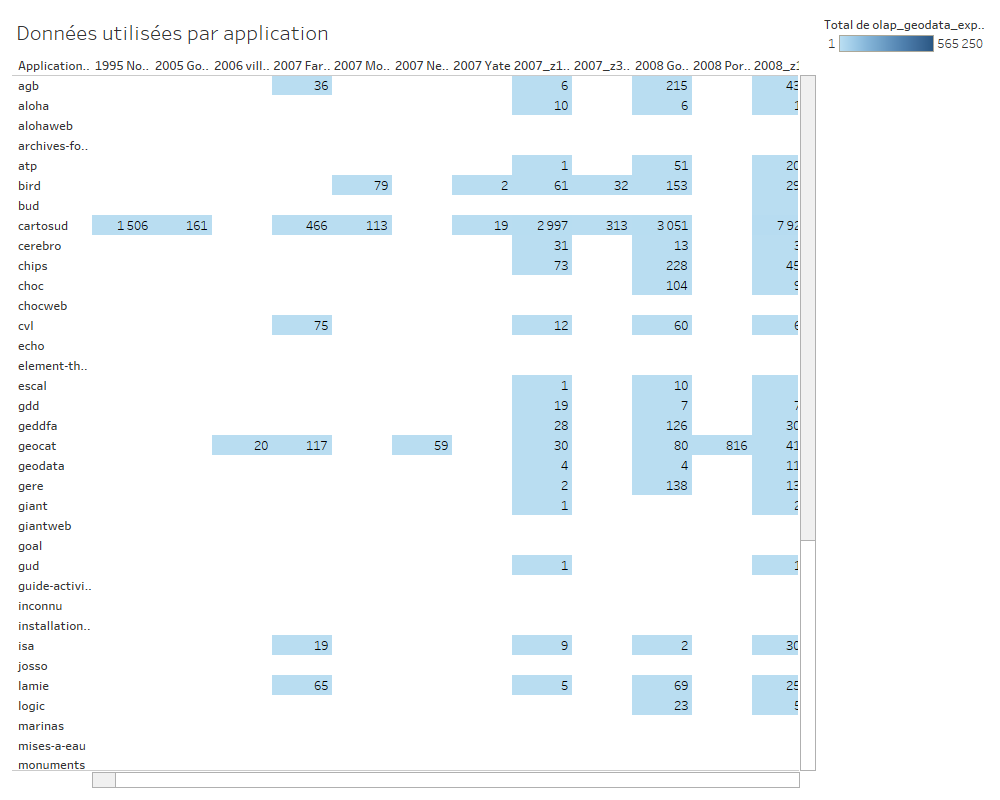 Données utilisées par application
Total de olap_geodata_exp..
1 565 250
Application.. 1995 No.. 2005 Go.. 2006 vill.. 2007 Far.. 2007 Mo.. 2007 Ne.. 2007 Yate 2007_z1.. 2007_z3.. 2008 Go.. 2008 Por.. 2008_z1
agb 36 6 215 43
aloha 10 6 1
alohaweb
archives-fo..
atp 1 51 20
bird 79 2 61 32 153 29
bud
cartosud 1 506 161 466 113 19 2 997 313 3 051 7 92
cerebro 31 13 3
chips 73 228 45
choc 104 9
chocweb
cvl 75 12 60 6
echo
element-th..
escal 1 10
gdd 19 7 7
geddfa 28 126 30
geocat 20 117 59 30 80 816 41
geodata 4 4 11
gere 2 138 13
giant 1 2
giantweb
goal
gud 1 1
guide-activi..
inconnu
installation..
isa 19 9 2 30
josso
lamie 65 5 69 25
logic 23 5
marinas
mises-a-eau
monuments